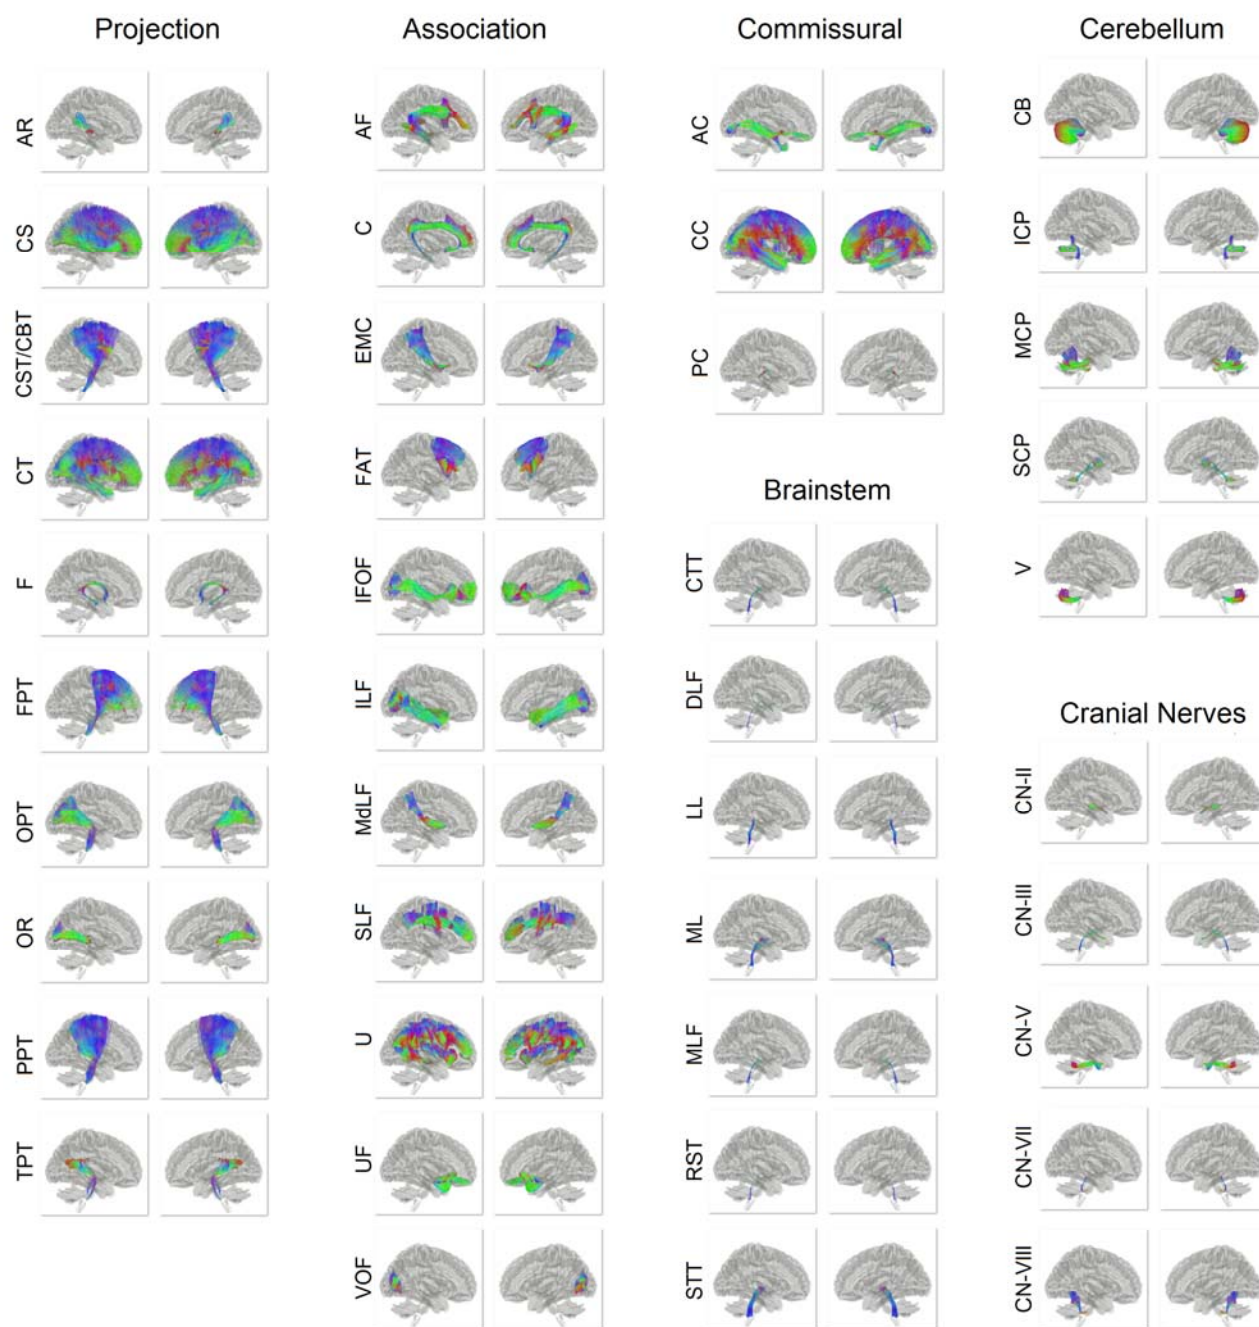 Projection
AR
CS
CST/CBT
CT
F
FPT
OPT
OR
PPT
TPT
Association
AF
C
EMC
FAT
IFOF
ILF
MdLF
SLF
U
UF
VOF
Commissural
AC
CC
PC
Brainstem
CTT
DLF
LL
ML
MLF
RST
STT
Cerebellum
CB
ICP
MCP
SCP
V
Cranial Nerves
CN-II
CN-III
CN-V
CN-VII
CN-VIII